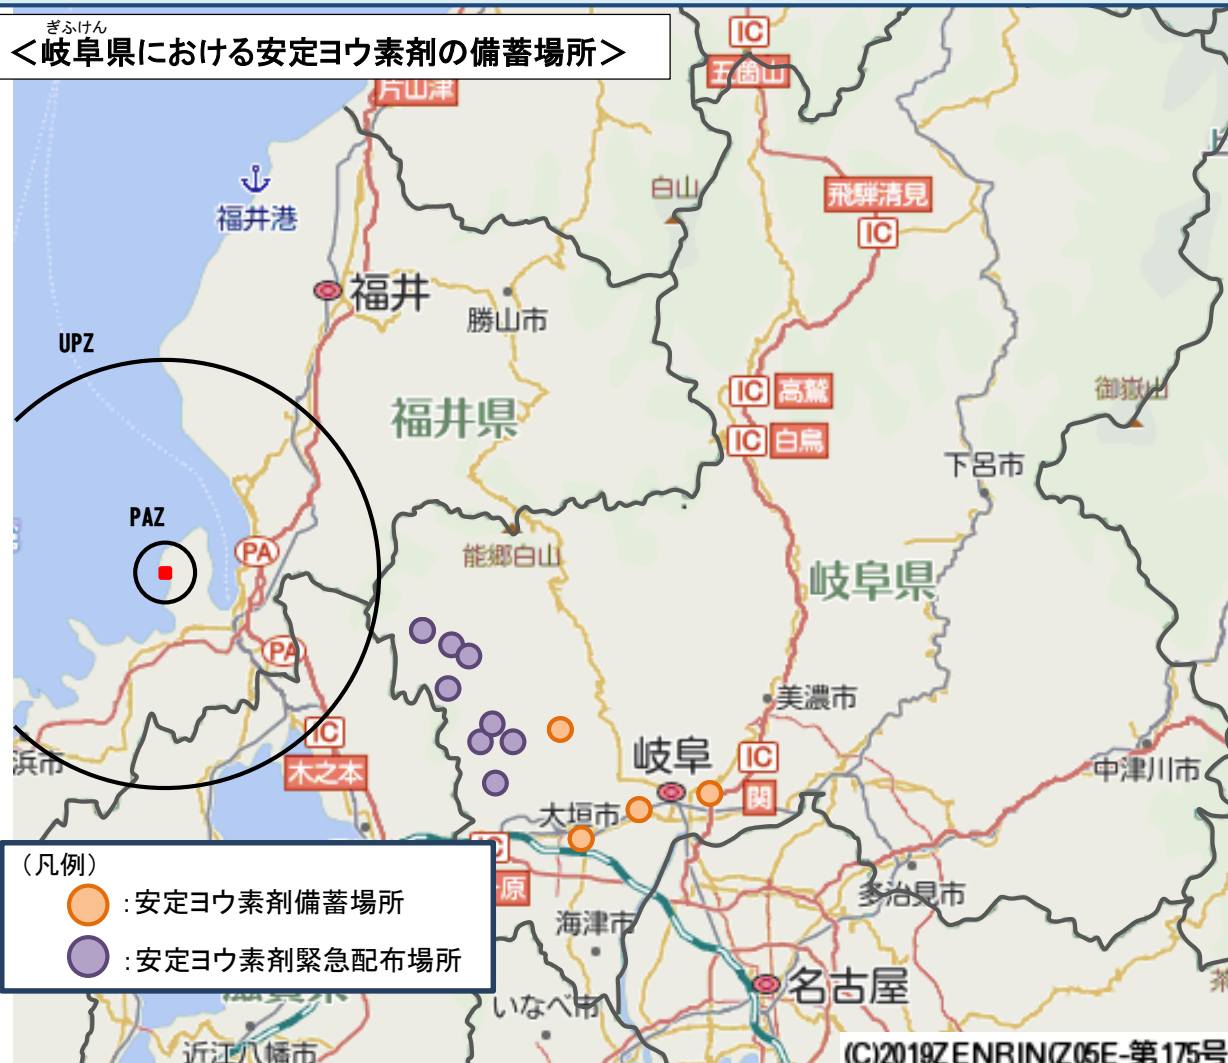 ぎふけん
<岐阜県における安定ヨウ素剤の備蓄場所>
IC
五箇山
片山津
白山
飛騨清見
IC
福井港
福井
勝山市
UPZ
IC 高鷲
御嶽山
福井県
IC 白鳥
下呂市
PAZ
PA
能郷白山
岐阜県
PA
美濃市
IC
岐阜
IC
浜市
木之本
中津川市
関
大垣市
IC
原
(凡例)
:安定ヨウ素剤備蓄場所
:安定ヨウ素剤緊急配布場所
多治見市
海津市
名古屋
いなべ市
近江八幡市
(C)2019ZENRIN(Z05E-第175号